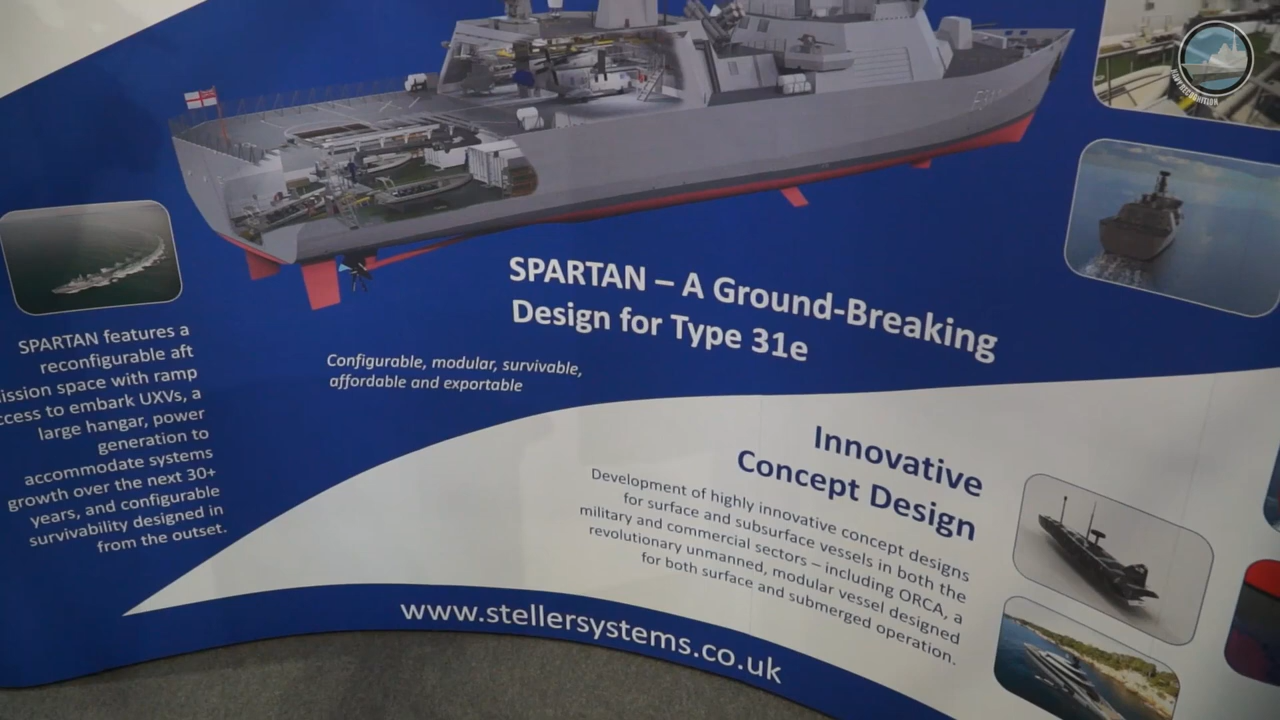 NAVY RECOGNITION
SPARTAN – A Ground-Breaking
Design for Type 31e
Configurable, modular, survivable,
affordable and exportable
SPARTAN features a
reconfigurable aft
ission space with ramp
ccess to embark UXVs, a
large hangar, power
generation to
accommodate systems
growth over the next 30+
years, and configurable
survivability designed in
from the outset.
Innovative
Concept Design
Development of highly innovative concept designs
for surface and subsurface vessels in both the
military and commercial sectors – including ORCA, a
revolutionary unmanned, modular vessel designed
for both surface and submerged operation.
www.stellersystems.co.uk